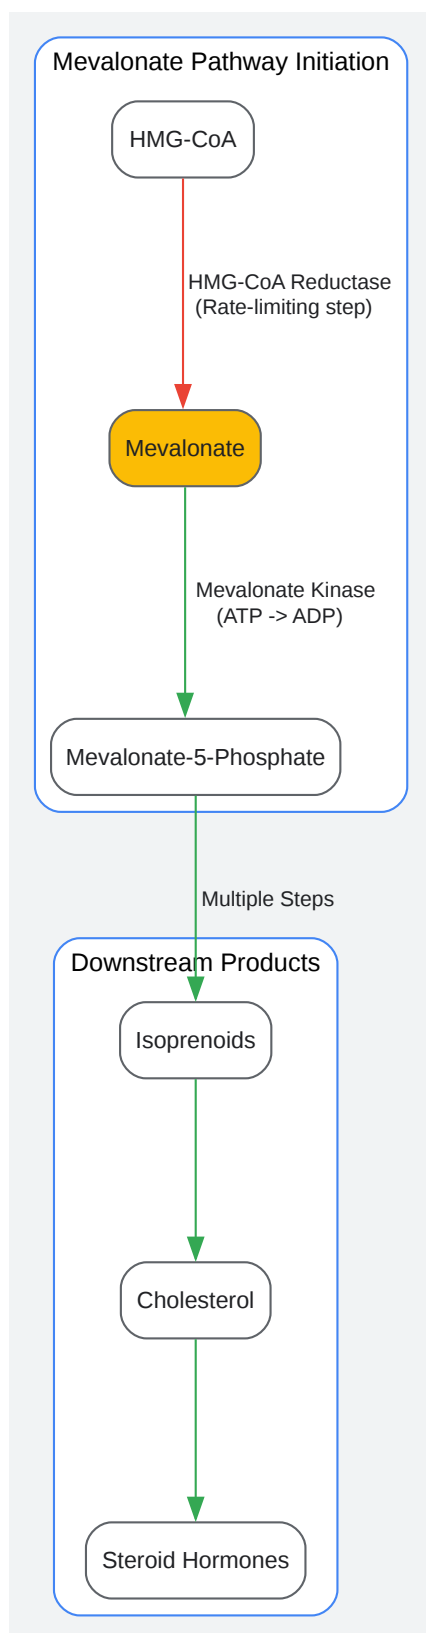 Mevalonate Pathway Initiation
HMG-CoA
HMG-CoA Reductase
(Rate-limiting step)
Mevalonate
Mevalonate Kinase
(ATP -> ADP)
Mevalonate-5-Phosphate
Multiple Steps
Downstream Products
Isoprenoids
Cholesterol
Steroid Hormones